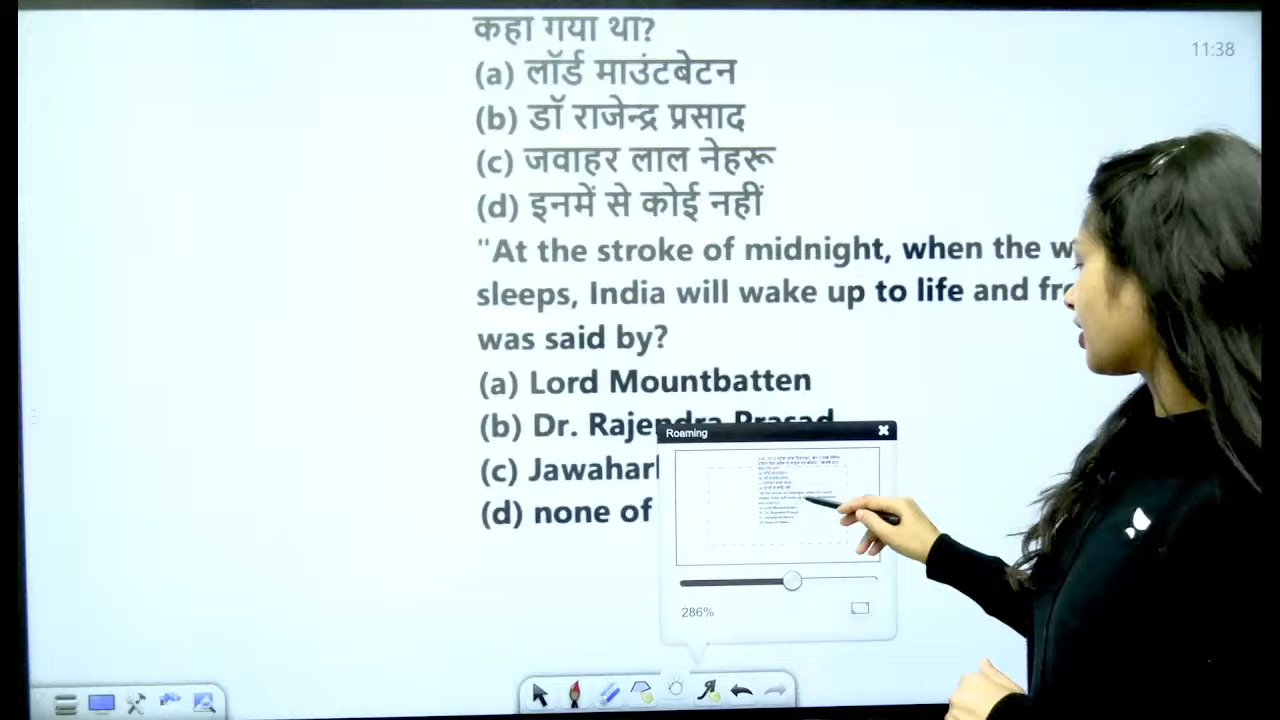 कहा गया था?
11:38
(a) लॉर्ड माउंटबेटन
(b) डॉ राजेन्द्र प्रसाद
(c) जवाहर लाल नेहरू
(d) इनमें से कोई नहीं
"At the stroke of midnight, when the w
sleeps, India will wake up to life and fre
was said by?
(a) Lord Mountbatten
(b) Dr. Rajendra Prasad
(c) Jawaharl
(d) none of
Roaming
286%